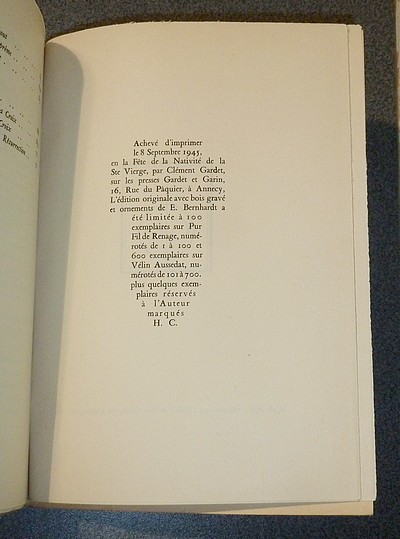 Croix
Résurrection
Achevé d'imprimer
le 8 Septembre 1945,
en la Fête de la Nativité de la
Ste Vierge, par Clément Gardet,
sur les presses Gardet et Garin,
16, Rue du Pâquier, à Annecy,
L'édition originale avec bois gravé
et ornements de E. Bernhardt a
été limitée à 100
exemplaires sur Pur
Fil de Renage, numé-
rotés de 1 à 100 et
600 exemplaires sur
Vélin Aussedat, nu-
mérotés de 101 à 700.
plus quelques exem-
plaires réservés
à l'Auteur
marqués
H. C.